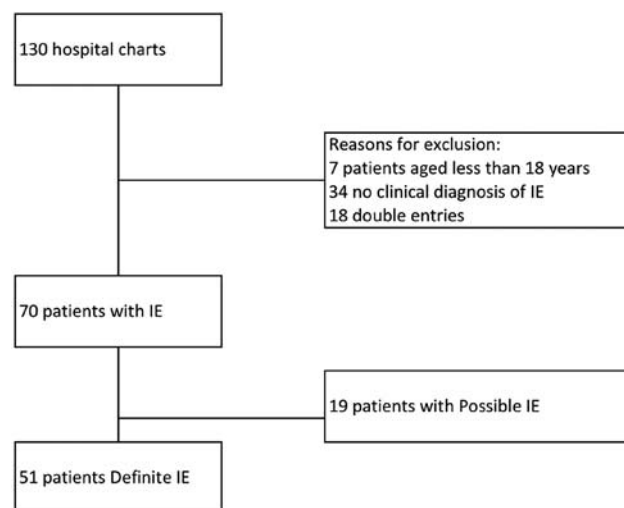 130 hospital charts
Reasons for exclusion:
7 patients aged less than 18 years
34 no clinical diagnosis of IE
18 double entries
70 patients with IE
19 patients with Possible IE
51 patients Definite IE